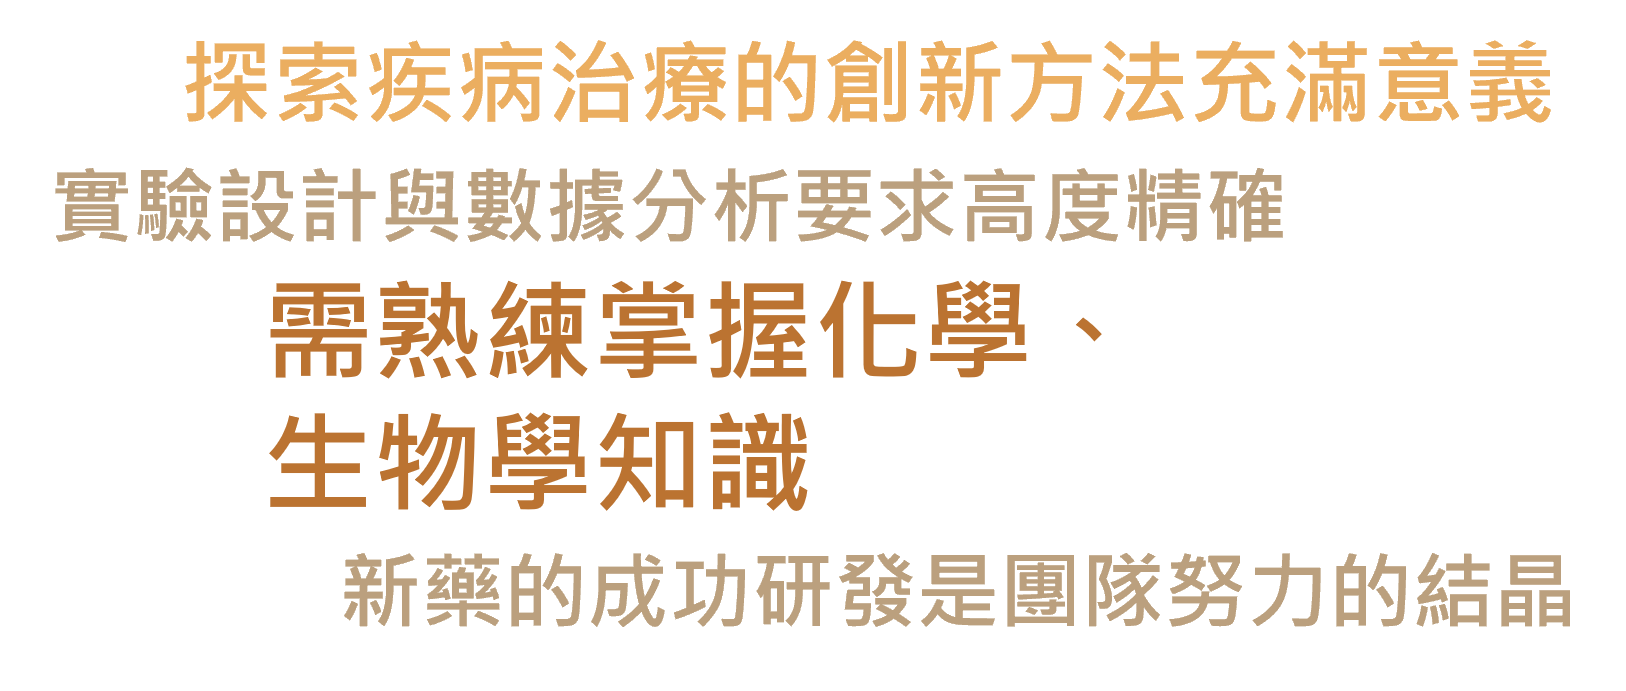 探索疾病治療的創新方法充滿意義
實驗設計與數據分析要求高度精確
需熟練掌握化學、
生物學知識
新藥的成功研發是團隊努力的結晶